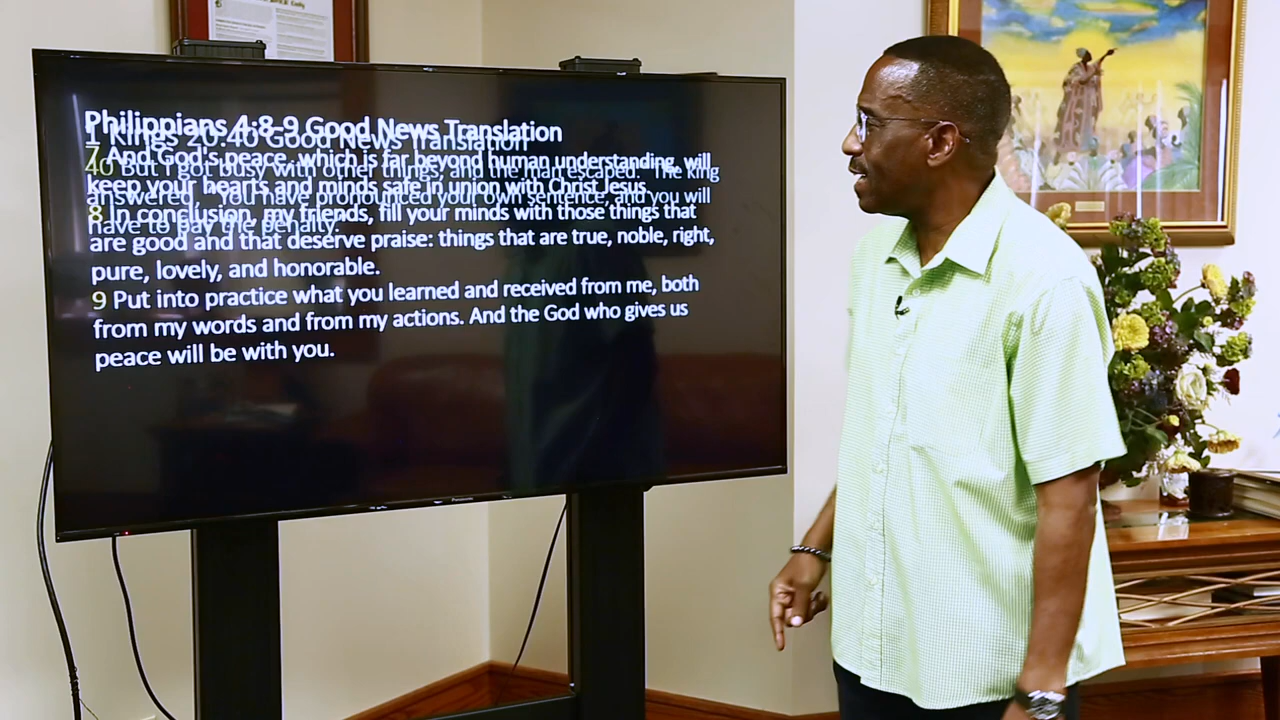 Philippians 4:8-9 Good News Translation
7 And God's peace, which is far beyond human understanding, will
keep your hearts and minds safe in union with Christ Jesus.
8 In conclusion, my friends, fill your minds with those things that
are good and that deserve praise: things that are true, noble, right,
pure, lovely, and honorable.
9 Put into practice what you learned and received from me, both
from my words and from my actions. And the God who gives us
peace will be with you.
1 Kings 20:40 Good News Translation
40 But I got busy with other things, and the man escaped." The king
answered, "You have pronounced your own sentence, and you will
have to pay the penalty."
Panasonic